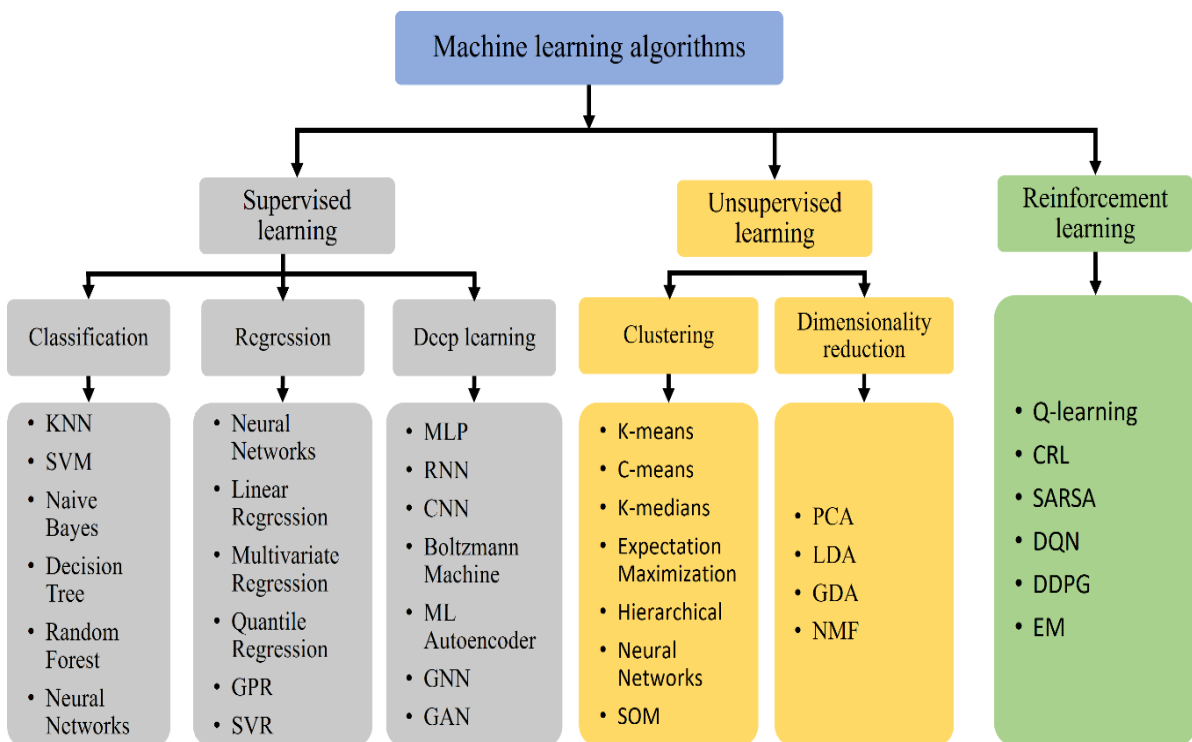 Machine learning algorithms
Supervised
learning
Unsupervised
learning
Reinforcement
learning
Classification
Regression
Deep learning
Clustering
Dimensionality
reduction
• KNN
• SVM
• Naive
Bayes
• Decision
Tree
• Random
Forest
• Neural
Networks
• Neural
Networks
• Linear
Regression
• Multivariate
Regression
• Quantile
Regression
• GPR
• SVR
• MLP
• RNN
• CNN
• Boltzmann
Machine
• ML
Autoencoder
• GNN
• GAN
• K-means
• C-means
• K-medians
• Expectation
Maximization
• Hierarchical
• Neural
Networks
• SOM
• PCA
• LDA
• GDA
• NMF
• Q-learning
• CRL
• SARSA
• DQN
• DDPG
• EM